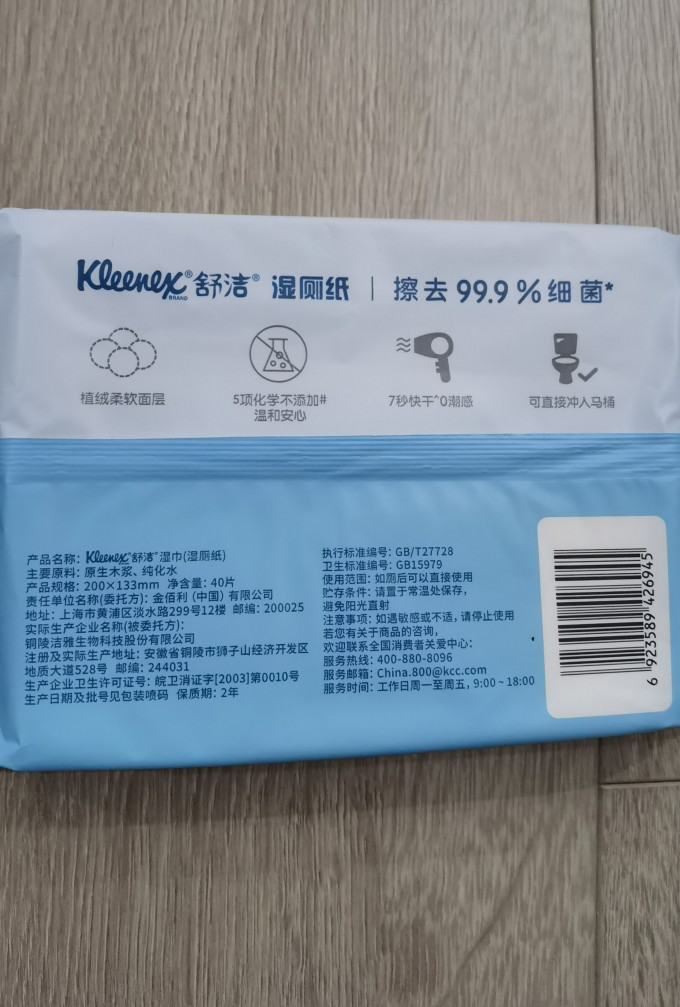 Kleenex® BRAND 舒洁® 湿厕纸 | 擦去 99.9%细菌*
植绒柔软面层
5项化学不添加#
温和安心
7秒快干^0潮感
可直接冲入马桶
产品名称：Kleenex®舒洁®湿巾(湿厕纸)
主要原料：原生木浆、纯化水
产品规格：200×133mm 净含量：40片
责任单位名称(委托方)：金佰利（中国）有限公司
地址：上海市黄浦区淡水路299号12楼 邮编：200025
实际生产企业名称(被委托方)：
铜陵洁雅生物科技股份有限公司
注册及实际生产地址：安徽省铜陵市狮子山经济开发区
地质大道528号 邮编：244031
生产企业卫生许可证号：皖卫消证字[2003]第0010号
生产日期及批号见包装喷码 保质期：2年
执行标准编号：GB/T27728
卫生标准编号：GB15979
使用范围：如厕后可以直接使用
贮存条件：请置于常温处保存，
避免阳光直射
注意事项：如遇敏感或不适，请停止使用
若您有关于商品的咨询，
欢迎联系全国消费者关爱中心：
服务热线：400-880-8096
服务邮箱：China.800@kcc.com
服务时间：工作日周一至周五，9:00~18:00
6 923589 426945